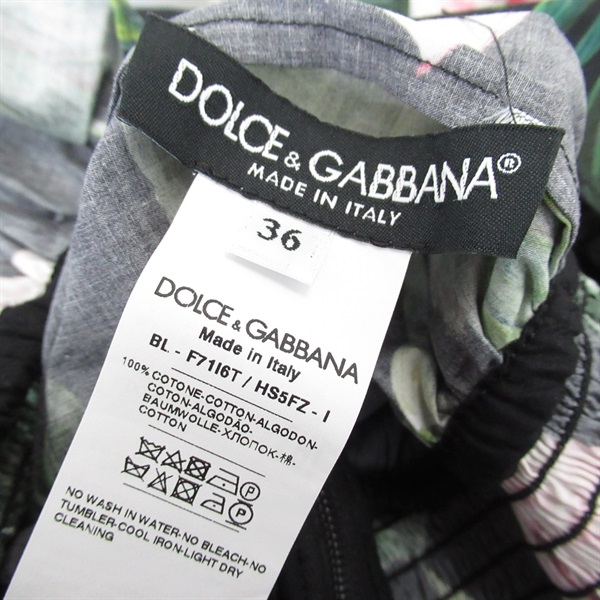 DOLCE & GABBANA®
MADE IN ITALY
36
DOLCE & GABBANA
Made in Italy
BL - F71I6T / HS5FZ - I
100% COTONE-COTTON-ALGODON-
COTON-ALGODÃO-
BAUMWOLLE-ХЛОПОК-棉-
COTTON
NO WASH IN WATER-NO BLEACH-NO
TUMBLER-COOL IRON-LIGHT DRY
CLEANING